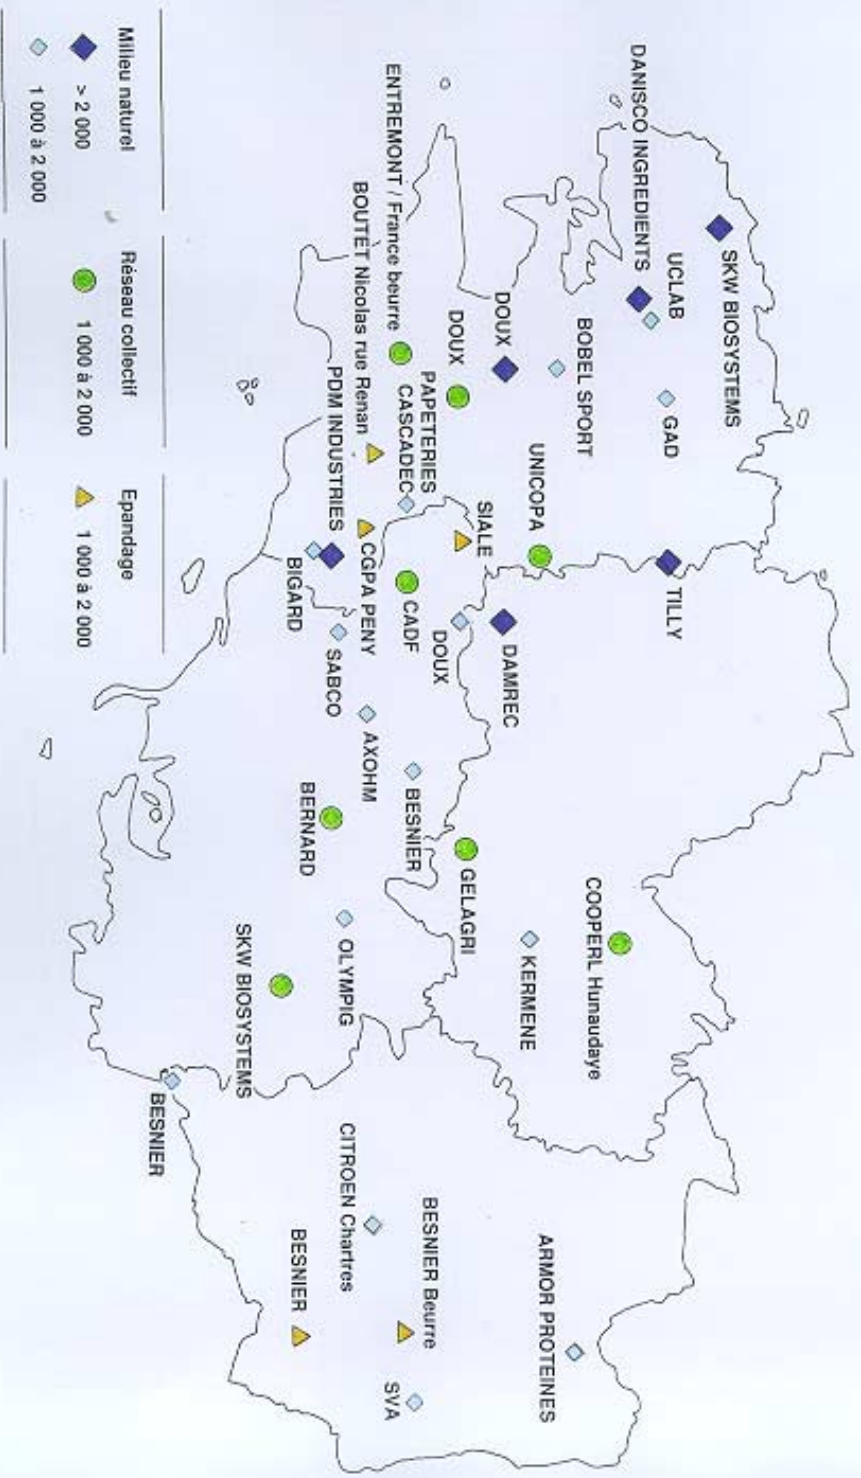 SKW BIOSYSTEMS
DANISCO INGREDIENTS
UCLAB
GAD
TILLY
BOBEL SPORT
COOPERL Hunaudaye
ARMOR PROTEINES
DOUX
UNICOPA
DAMREC
KERMENE
DOUX
SIALE
DOUX
GELAGRI
BESNIER Beurre
SVA
ENTREMONT / France beurre
PAPETERIES
CASCADEC
CADF
BESNIER
BOUTET Nicolas rue Renan
CGPA PENY
AXOHM
OLYMPIG
CITROEN Chartres
PDM INDUSTRIES
BIGARD
SABCO
BERNARD
SKW BIOSYSTEMS
BESNIER
BESNIER
Milieu naturel
> 2 000
1 000 à 2 000
Réseau collectif
1 000 à 2 000
Epandage
1 000 à 2 000